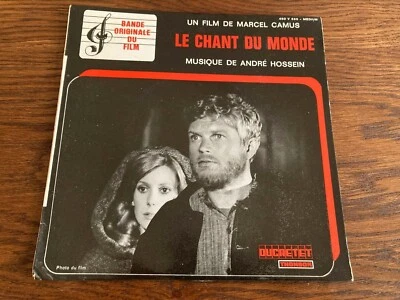 BANDE
ORIGINALE
DU
FILM
UN FILM DE MARCEL CAMUS
LE CHANT DU MONDE
MUSIQUE DE ANDRÉ HOSSEIN
MEDIUM
DUCRETET
THOMSON
Photo du film